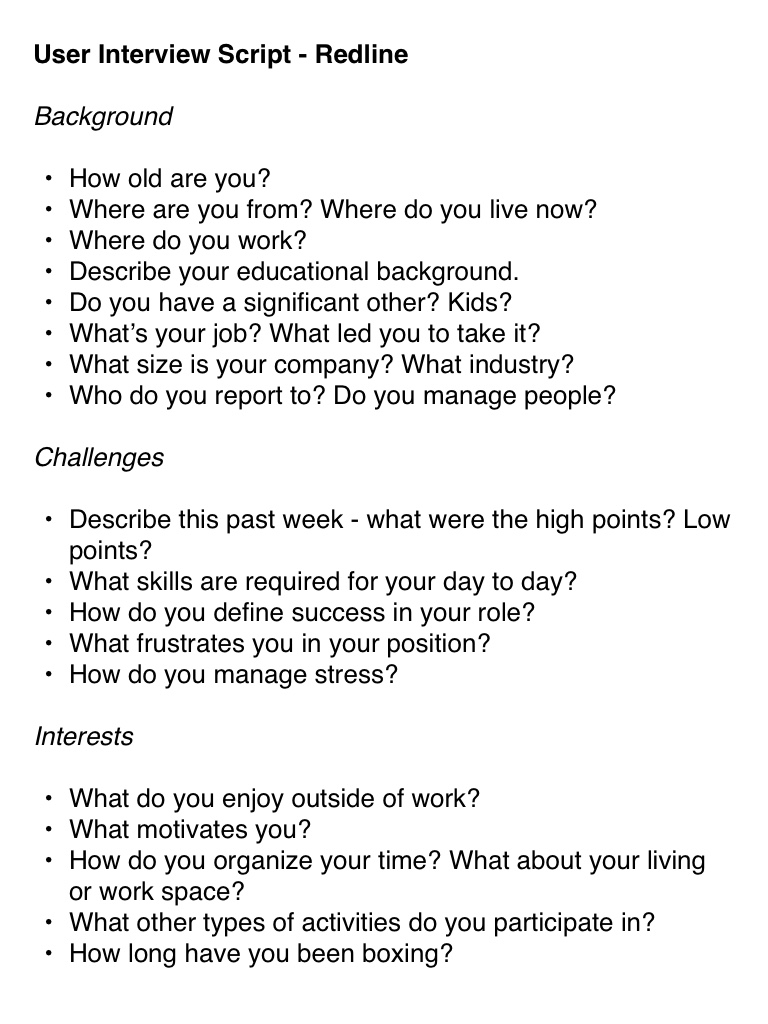 User Interview Script - Redline
Background
• How old are you?
• Where are you from? Where do you live now?
• Where do you work?
• Describe your educational background.
• Do you have a significant other? Kids?
• What’s your job? What led you to take it?
• What size is your company? What industry?
• Who do you report to? Do you manage people?
Challenges
• Describe this past week - what were the high points? Low
points?
• What skills are required for your day to day?
• How do you define success in your role?
• What frustrates you in your position?
• How do you manage stress?
Interests
• What do you enjoy outside of work?
• What motivates you?
• How do you organize your time? What about your living
or work space?
• What other types of activities do you participate in?
• How long have you been boxing?